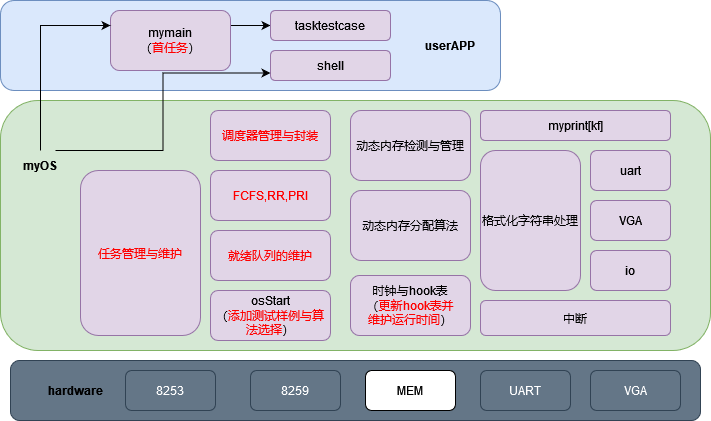 mymain
（首任务）
tasktestcase
userAPP
shell
myOS
调度器管理与封装
动态内存检测与管理
myprint[kf]
格式化字符串处理
uart
FCFS,RR,PRI
动态内存分配算法
VGA
任务管理与维护
就绪队列的维护
io
osStart
（添加测试样例与算
法选择）
时钟与hook表
（更新hook表并
维护运行时间）
中断
hardware
8253
8259
MEM
UART
VGA